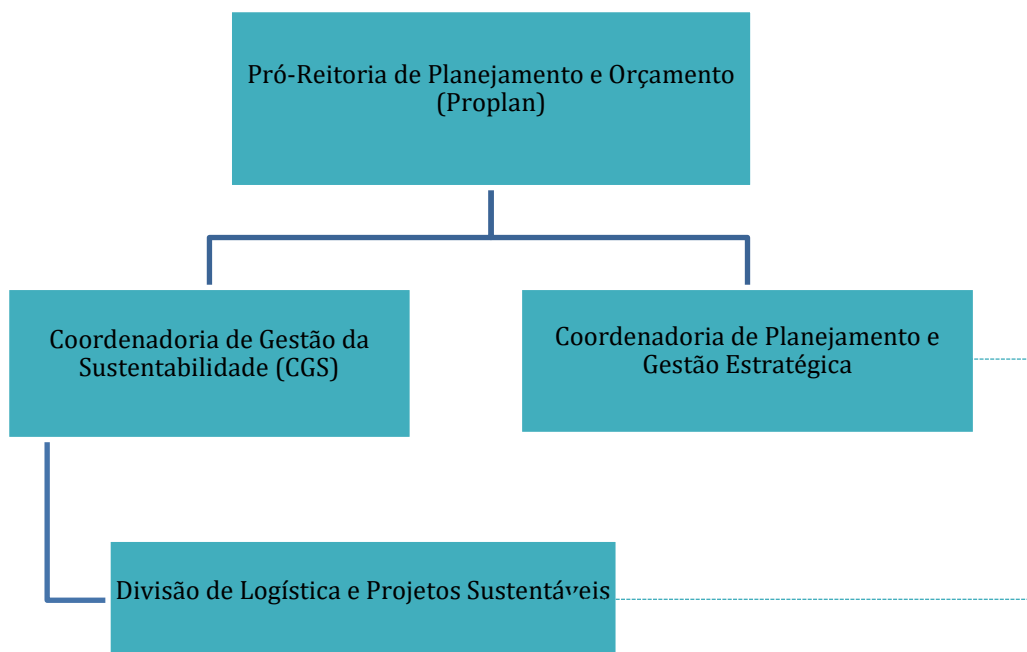 Pró-Reitoria de Planejamento e Orçamento
(Proplan)
Coordenadoria de Gestão da
Sustentabilidade (CGS)
Coordenadoria de Planejamento e
Gestão Estratégica
Divisão de Logística e Projetos Sustentáveis